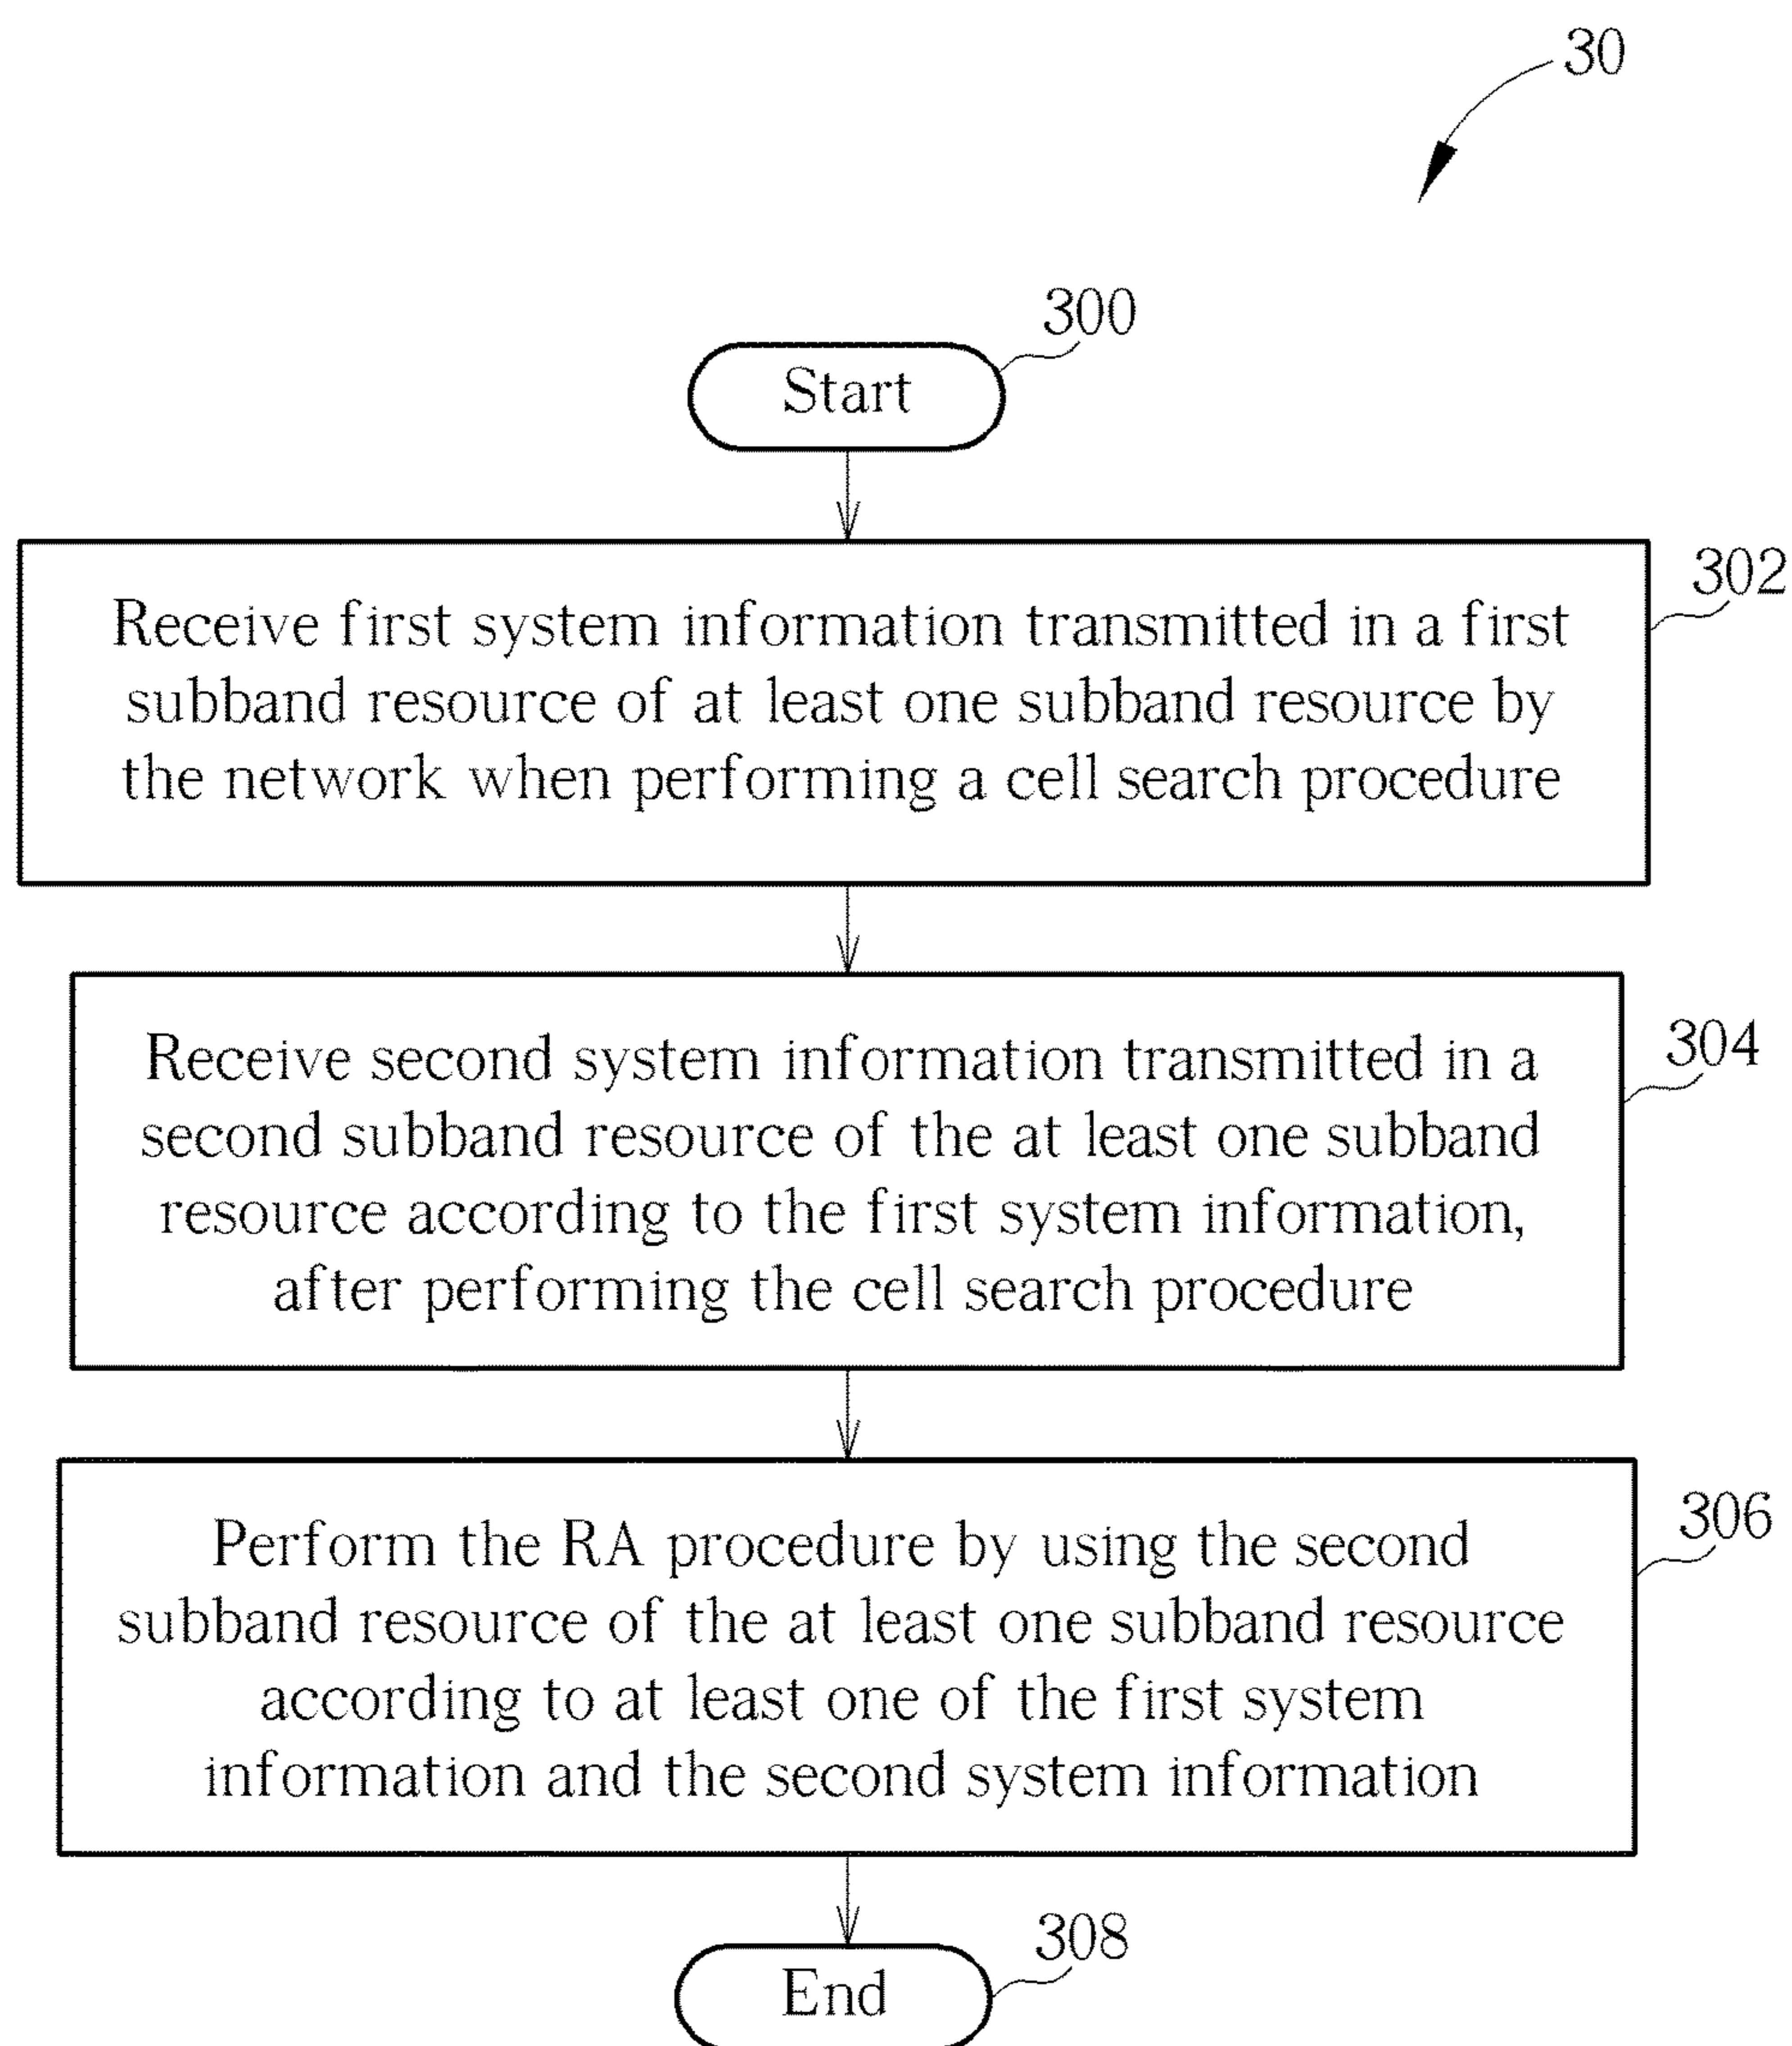 30
300
Start
302
Receive first system information transmitted in a first
subband resource of at least one subband resource by
the network when performing a cell search procedure
304
Receive second system information transmitted in a
second subband resource of the at least one subband
resource according to the first system information,
after performing the cell search procedure
306
Perform the RA procedure by using the second
subband resource of the at least one subband resource
according to at least one of the first system
information and the second system information
308
End